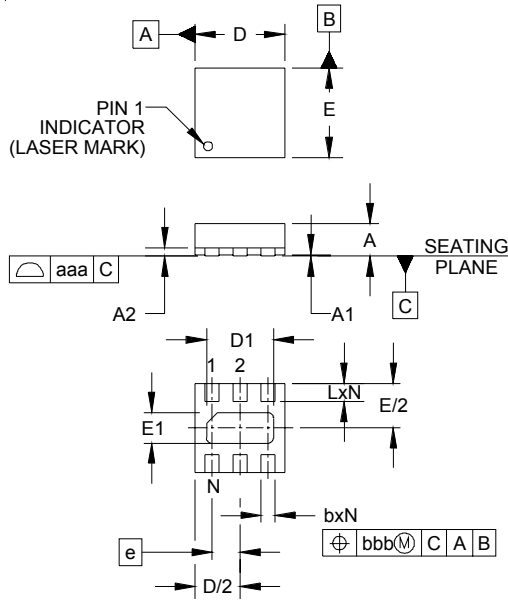 A
D
B
PIN 1
INDICATOR
(LASER MARK)
E
A
SEATING
PLANE
aaa C
C
A2
A1
D1
1 2
LxN
E/2
E1
N
bxN
bbbⓂ C A B
e
D/2